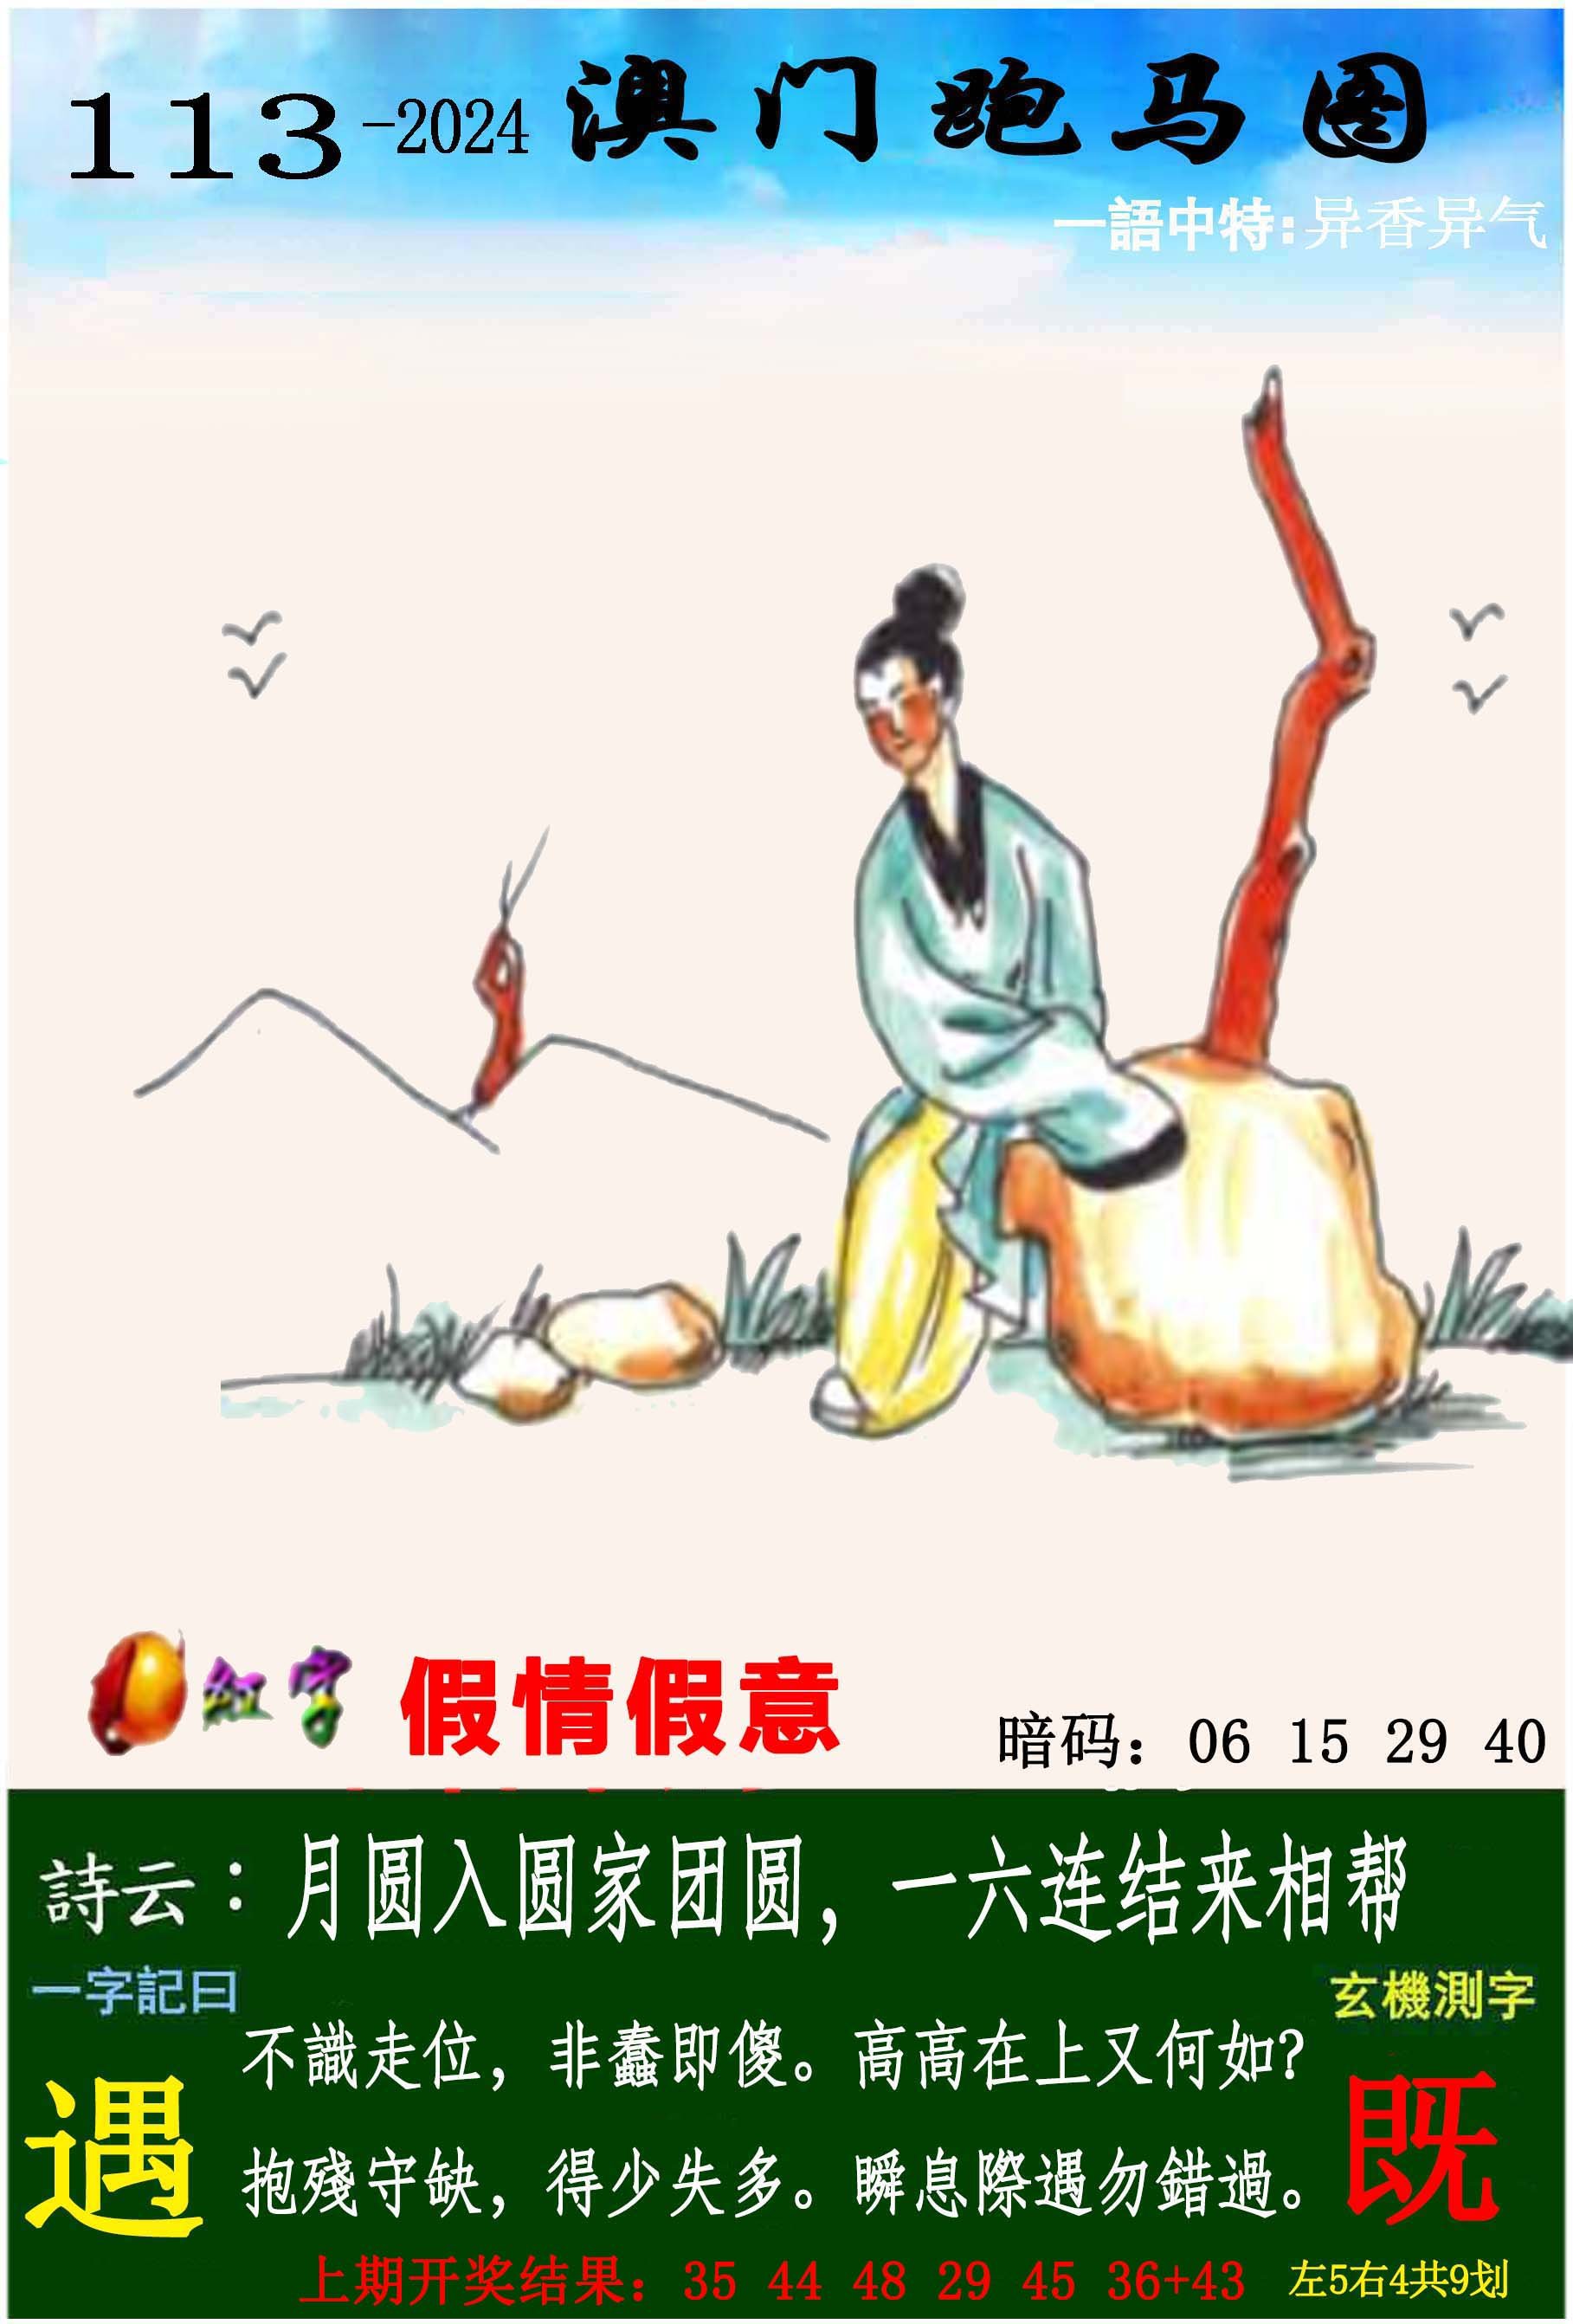 113-2024 澳门跑马图
一語中特:异香异气
红字 假情假意
暗码：06 15 29 40
詩云：月圆入圆家团圆，一六连结来相帮
一字記曰
玄機測字
不識走位，非蠢即傻。高高在上又何如?
遇
既
抱殘守缺，得少失多。瞬息際遇勿錯過。
上期开奖结果：35 44 48 29 45 36+43
左5右4共9划